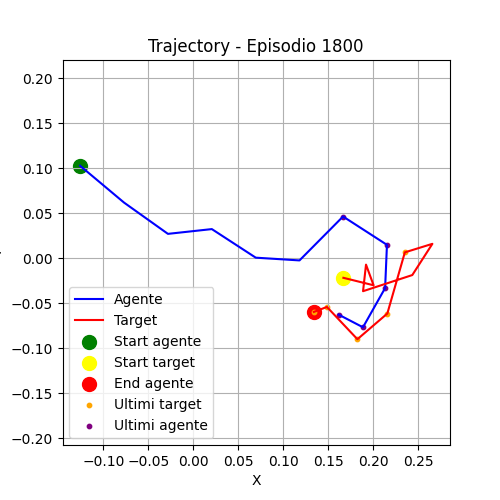 Trajectory - Episodio 1800
0.20
0.15
0.10
0.05
0.00
−0.05
−0.10
−0.15
−0.20
Agente
Target
Start agente
Start target
End agente
Ultimi target
Ultimi agente
−0.10 −0.05 0.00 0.05 0.10 0.15 0.20 0.25
X